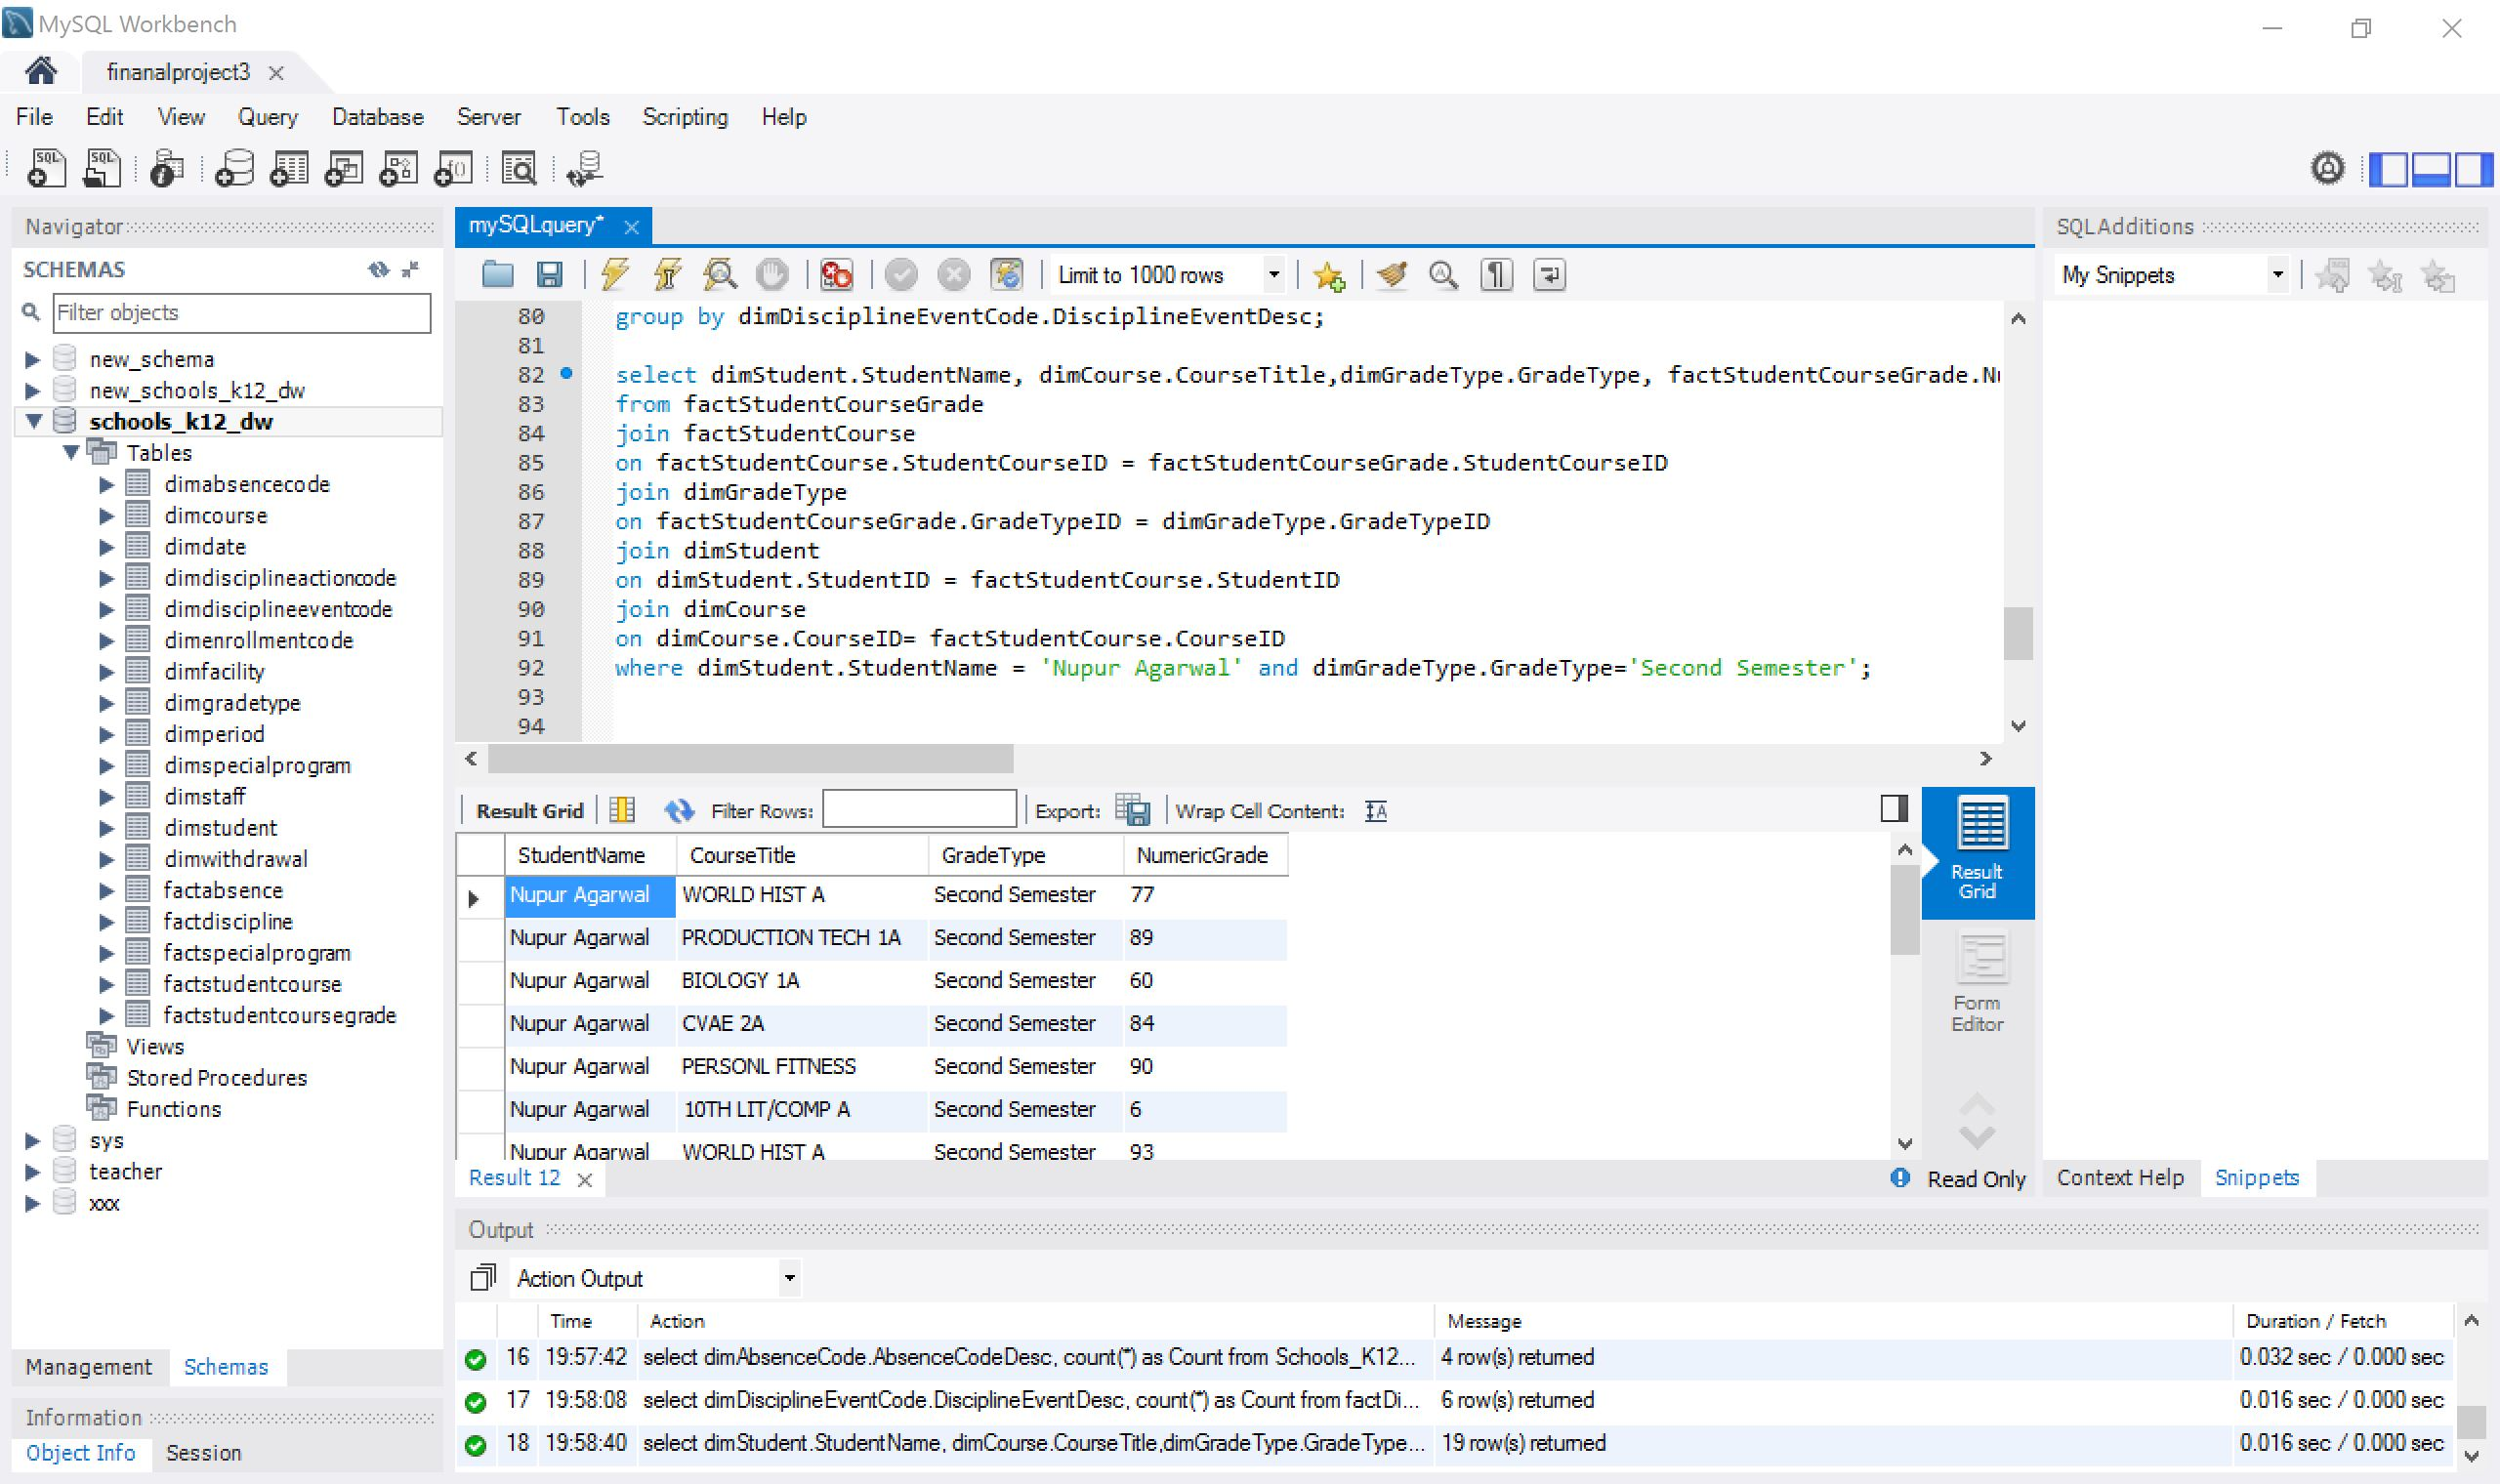 MySQL Workbench
finanalproject3
File Edit View Query Database Server Tools Scripting Help
Navigator
SCHEMAS
Filter objects
new_schema
new_schools_k12_dw
schools_k12_dw
Tables
dimabsencecode
dimcourse
dimdate
dimdisciplineactioncode
dimdisciplineeventcode
dimenrollmentcode
dimfacility
dimgradetype
dimperiod
dimspecialprogram
dimstaff
dimstudent
dimwithdrawal
factabsence
factdiscipline
factspecialprogram
factstudentcourse
factstudentcoursegrade
Views
Stored Procedures
Functions
sys
teacher
xxx
Management Schemas
Information
Object Info Session
mySQLquery*
Limit to 1000 rows
80 group by dimDisciplineEventCode.DisciplineEventDesc;
81
82 select dimStudent.StudentName, dimCourse.CourseTitle,dimGradeType.GradeType, factStudentCourseGrade.Nu
83 from factStudentCourseGrade
84 join factStudentCourse
85 on factStudentCourse.StudentCourseID = factStudentCourseGrade.StudentCourseID
86 join dimGradeType
87 on factStudentCourseGrade.GradeTypeID = dimGradeType.GradeTypeID
88 join dimStudent
89 on dimStudent.StudentID = factStudentCourse.StudentID
90 join dimCourse
91 on dimCourse.CourseID= factStudentCourse.CourseID
92 where dimStudent.StudentName = 'Nupur Agarwal' and dimGradeType.GradeType='Second Semester';
93
94
Result Grid Filter Rows: Export: Wrap Cell Content:
StudentName CourseTitle GradeType NumericGrade
Nupur Agarwal WORLD HIST A Second Semester 77
Nupur Agarwal PRODUCTION TECH 1A Second Semester 89
Nupur Agarwal BIOLOGY 1A Second Semester 60
Nupur Agarwal CVAE 2A Second Semester 84
Nupur Agarwal PERSONL FITNESS Second Semester 90
Nupur Agarwal 10TH LIT/COMP A Second Semester 6
Nupur Agarwal WORLD HIST A Second Semester 93
Result Grid
Form Editor
Result 12
Read Only
SQLAdditions
My Snippets
Context Help Snippets
Output
Action Output
Time Action Message Duration / Fetch
16 19:57:42 select dimAbsenceCode.AbsenceCodeDesc, count(*) as Count from Schools_K12... 4 row(s) returned 0.032 sec / 0.000 sec
17 19:58:08 select dimDisciplineEventCode.DisciplineEventDesc, count(*) as Count from factDi... 6 row(s) returned 0.016 sec / 0.000 sec
18 19:58:40 select dimStudent.StudentName, dimCourse.CourseTitle,dimGradeType.GradeType... 19 row(s) returned 0.016 sec / 0.000 sec